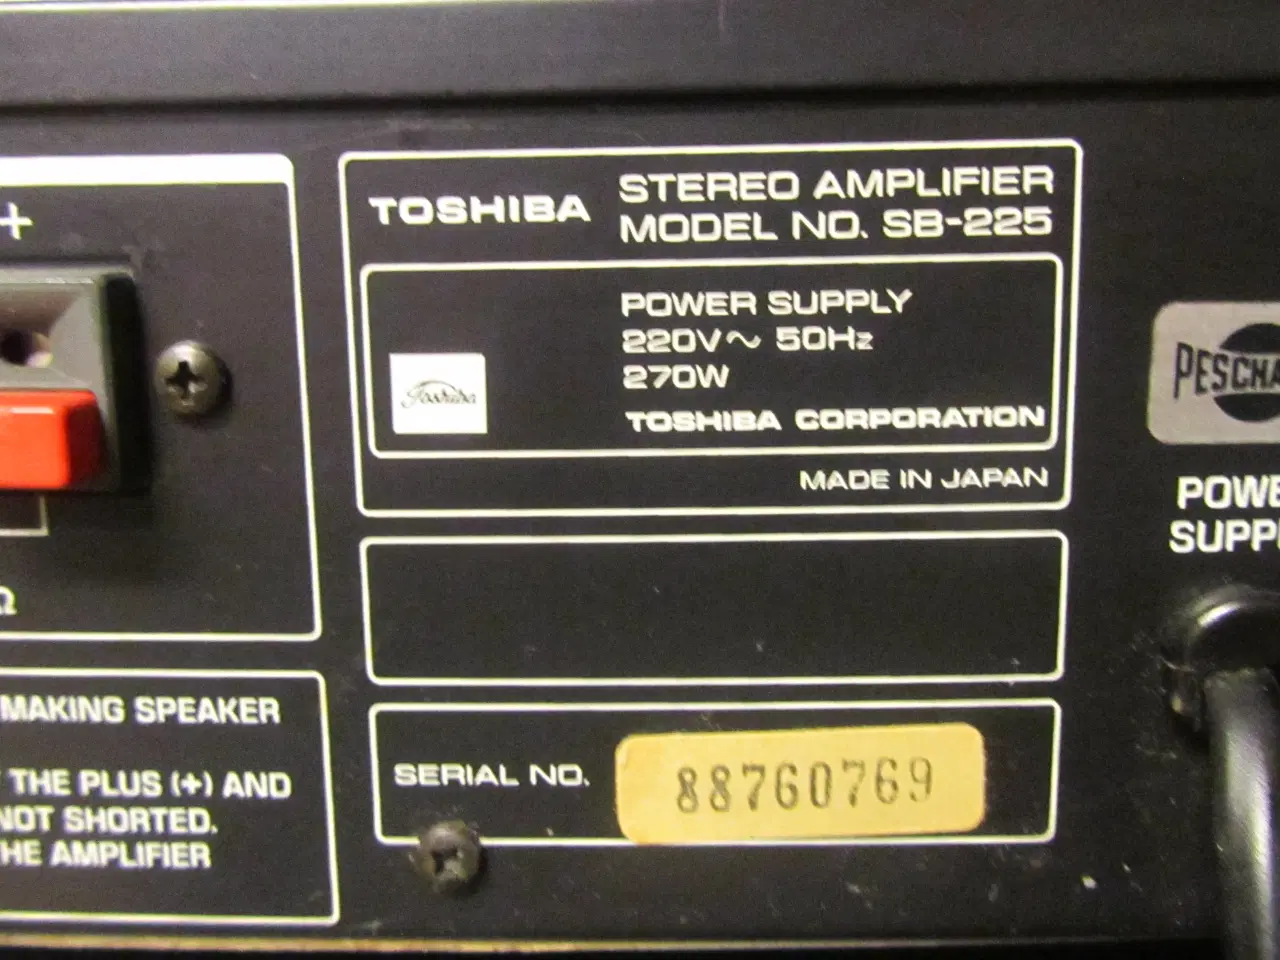 +
Ω
MAKING SPEAKER
THE PLUS (+) AND
NOT SHORTED.
THE AMPLIFIER
TOSHIBA
STEREO AMPLIFIER
MODEL NO. SB-225
POWER SUPPLY
220V～ 50Hz
270W
Toshiba
TOSHIBA CORPORATION
MADE IN JAPAN
SERIAL NO.
88760769
PESCHA
POWE
SUPP